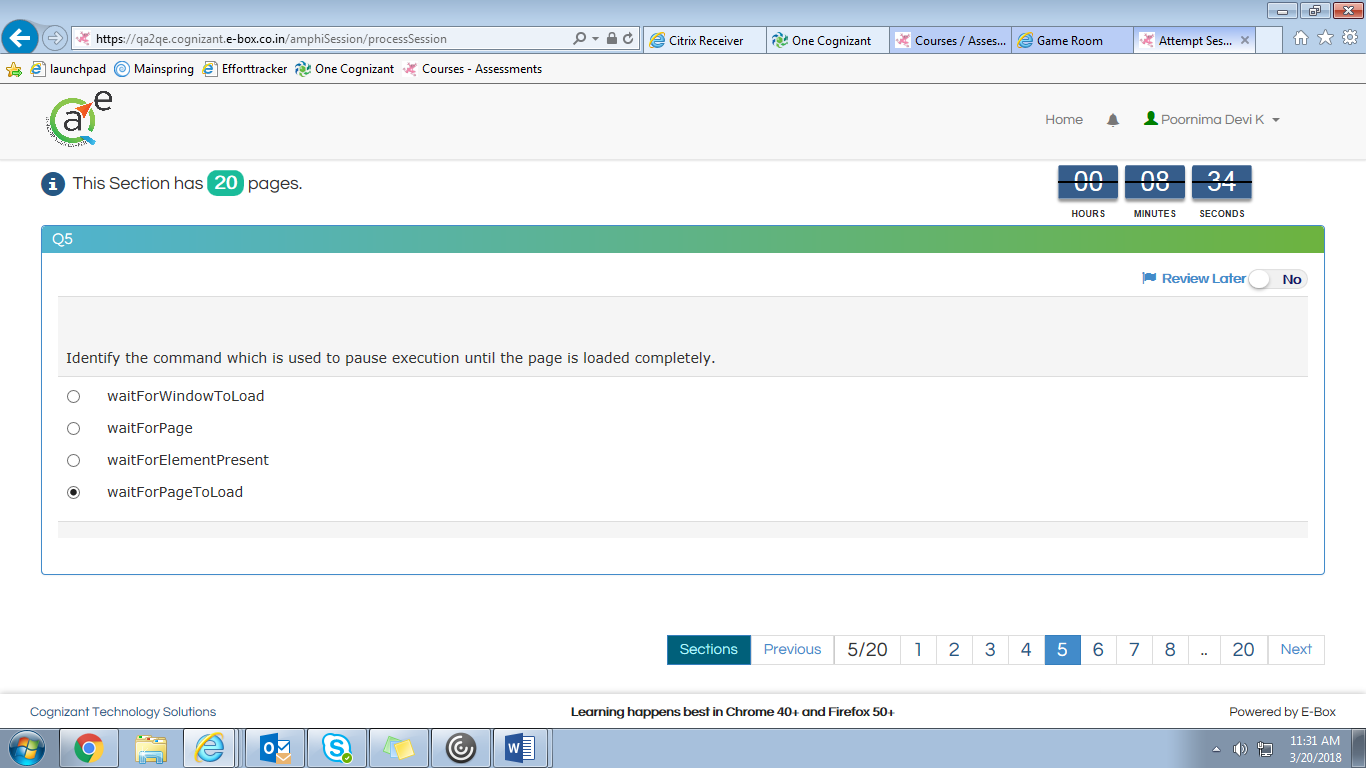 https://qa2qe.cognizant.e-box.co.in/amphiSession/processSession
Citrix Receiver
One Cognizant
Courses / Asses...
Game Room
Attempt Ses...
launchpad
Mainspring
Efforttracker
One Cognizant
Courses - Assessments
a e
Home
Poornima Devi K
This Section has 20 pages.
00 08 34
HOURS MINUTES SECONDS
Q5
Review Later No
Identify the command which is used to pause execution until the page is loaded completely.
waitForWindowToLoad
waitForPage
waitForElementPresent
waitForPageToLoad
Sections Previous 5/20 1 2 3 4 5 6 7 8 .. 20 Next
Cognizant Technology Solutions
Learning happens best in Chrome 40+ and Firefox 50+
Powered by E-Box
11:31 AM
3/20/2018